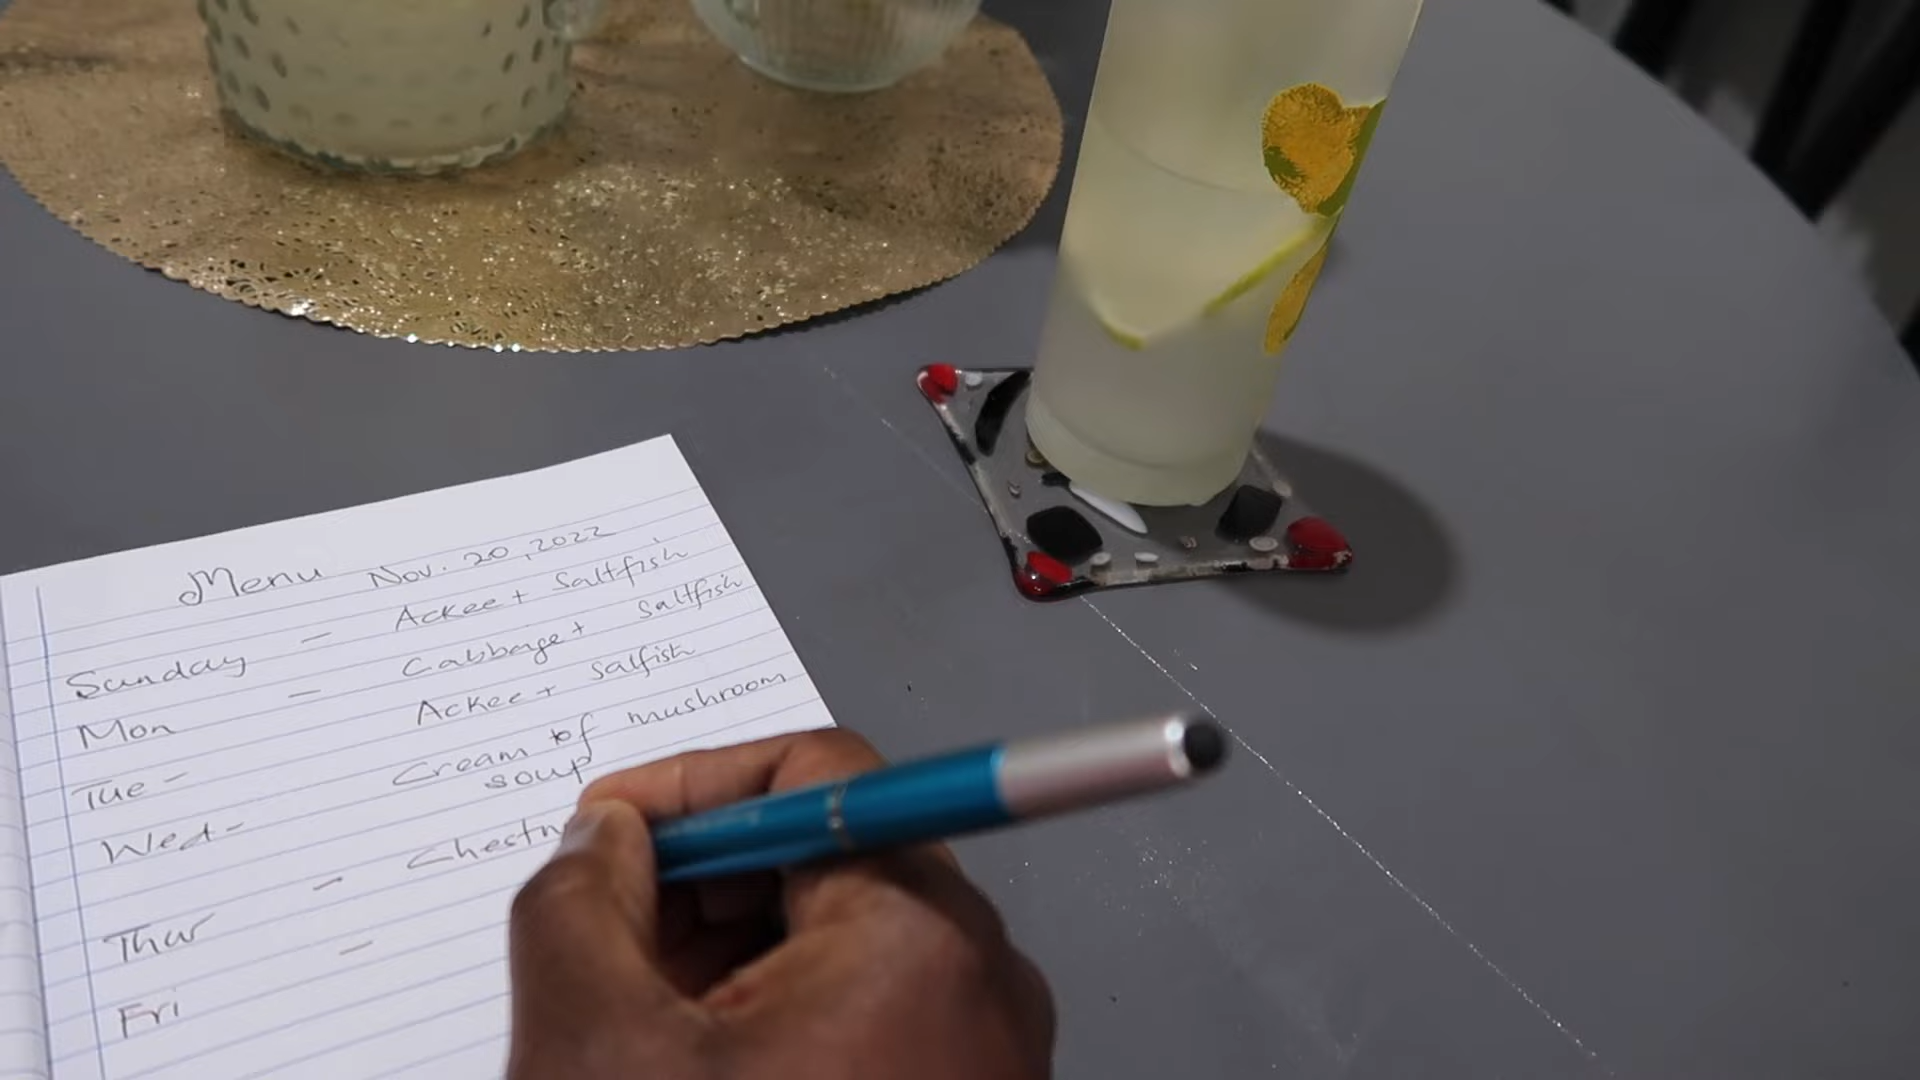 Menu Nov. 20, 2022
Sunday - Ackee + Saltfish
Mon - Cabbage + Saltfish
Tue - Ackee + Salfish
Wed - Cream of mushroom
soup
Thur - Chestn
Fri -